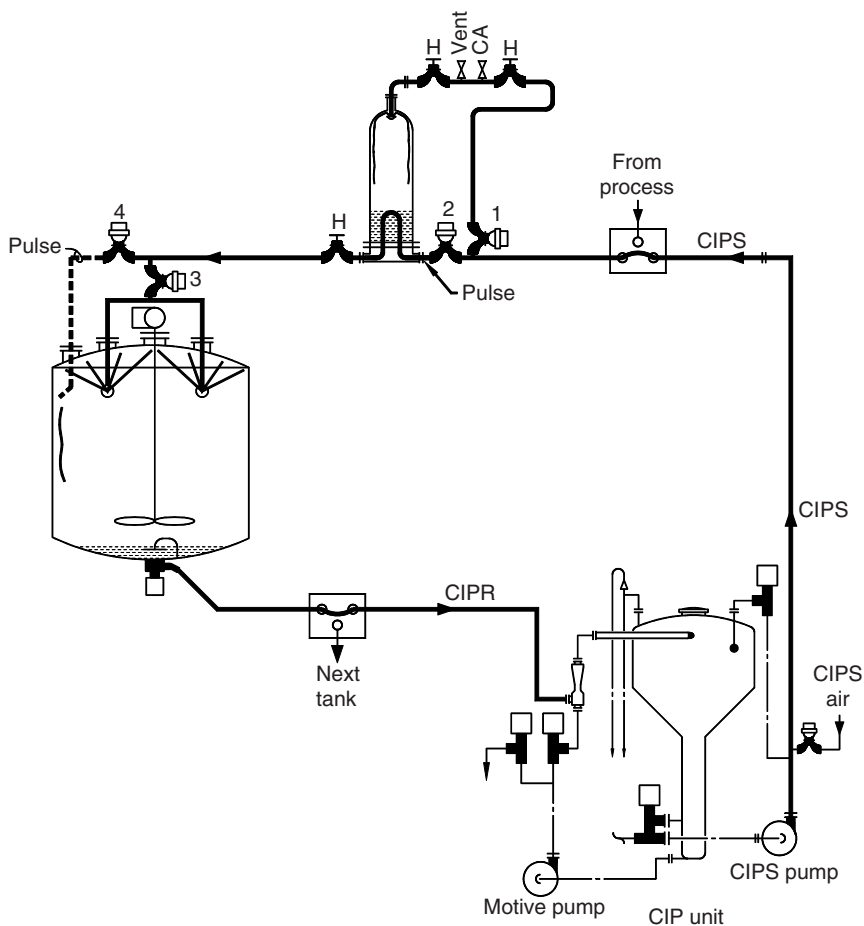 H
Vent
CA
H
From
process
4
H
2
1
CIPS
Pulse
3
Pulse
CIPS
CIPR
Next
tank
CIPS
air
CIPS pump
Motive pump
CIP unit